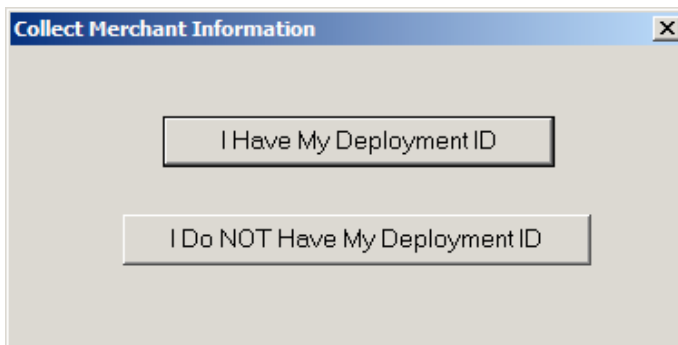 Collect Merchant Information
I Have My Deployment ID
I Do NOT Have My Deployment ID